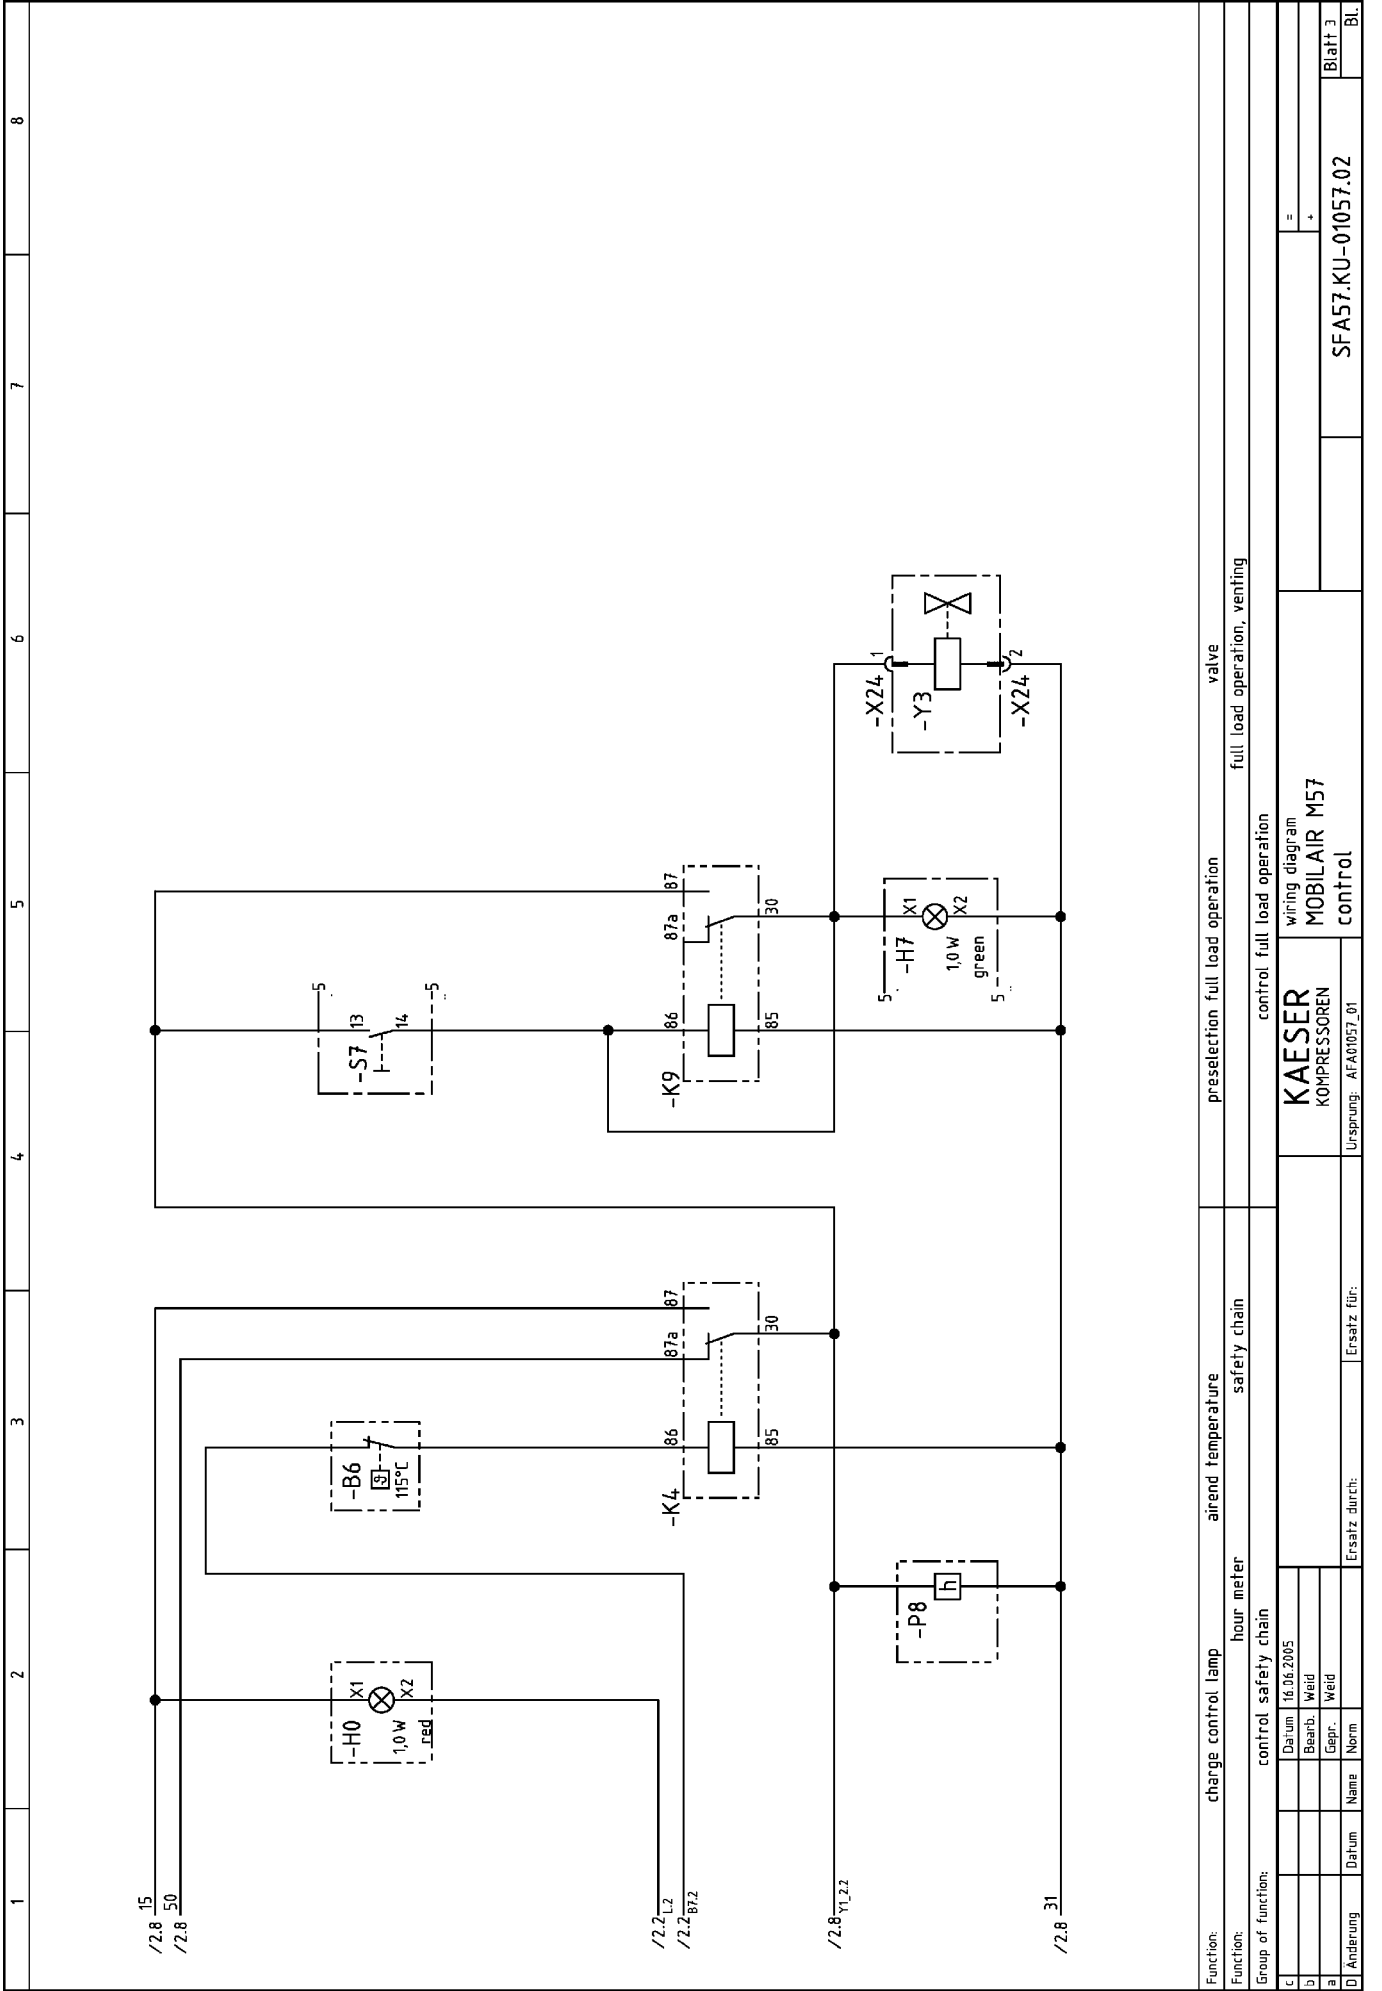 1 2 3 4 5 6 7 8
/2.8 15
/2.8 50
/2.2 L.2
/2.2 B7.2
/2.8 Y1_2.2
/2.8 31
-H0
X1
X2
1,0 W
red
-B6
ϑ
115°C
-K4
86
85
87a
87
30
-P8
h
-S7
13
14
5
.
5
..
-K9
86
85
87a
87
30
-H7
X1
X2
1,0 W
green
5
.
5
..
-X24
1
-Y3
-X24
2
Function: charge control lamp airend temperature preselection full load operation valve
Function: hour meter safety chain full load operation, venting
Group of function: control safety chain control full load operation
c Datum 16.06.2005
b Bearb. Weid
a Gepr. Weid
D Änderung Datum Name Norm
Ersatz durch: Ersatz für: Ursprung: AFA01057_01
KAESER
KOMPRESSOREN
wiring diagram
MOBILAIR M57
control
=
+
SFA57.KU-01057.02
Blatt 3
Bl.